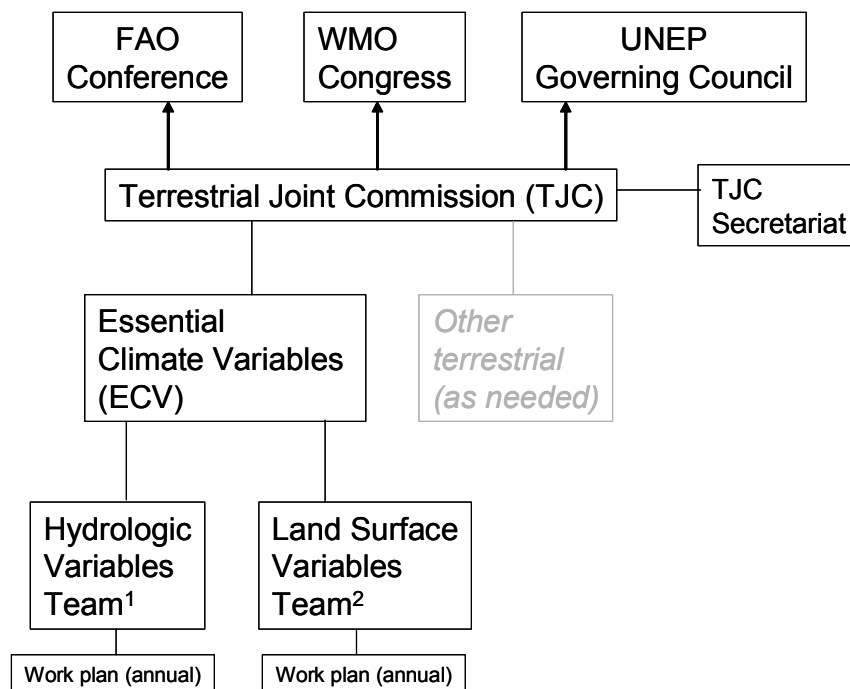 FAO
Conference
WMO
Congress
UNEP
Governing Council
Terrestrial Joint Commission (TJC)
TJC
Secretariat
Essential
Climate Variables
(ECV)
Other
terrestrial
(as needed)
Hydrologic
Variables
Team¹
Land Surface
Variables
Team²
Work plan (annual)
Work plan (annual)